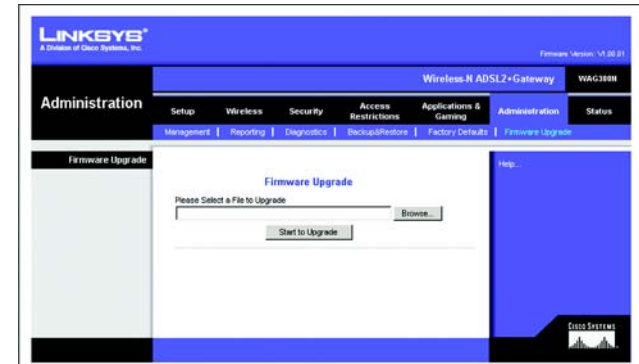 LINKSYS®
A Division of Cisco Systems, Inc.
Firmware Version: V1.00.01
Wireless-N ADSL2+Gateway WAG300N
Administration
Setup Wireless Security Access Restrictions Applications & Gaming Administration Status
Management | Reporting | Diagnostics | Backup&Restore | Factory Defaults | Firmware Upgrade
Firmware Upgrade
Help...
Firmware Upgrade
Please Select a File to Upgrade
Browse...
Start to Upgrade
CISCO SYSTEMS